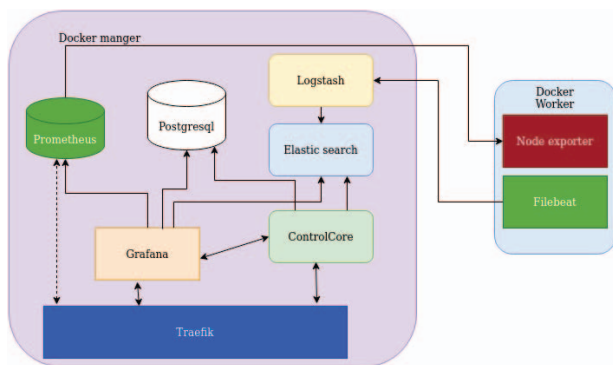 Docker manger
Logstash
Docker
Worker
Prometheus
Postgresql
Elastic search
Node exporter
Filebeat
Grafana
ControlCore
Traefik